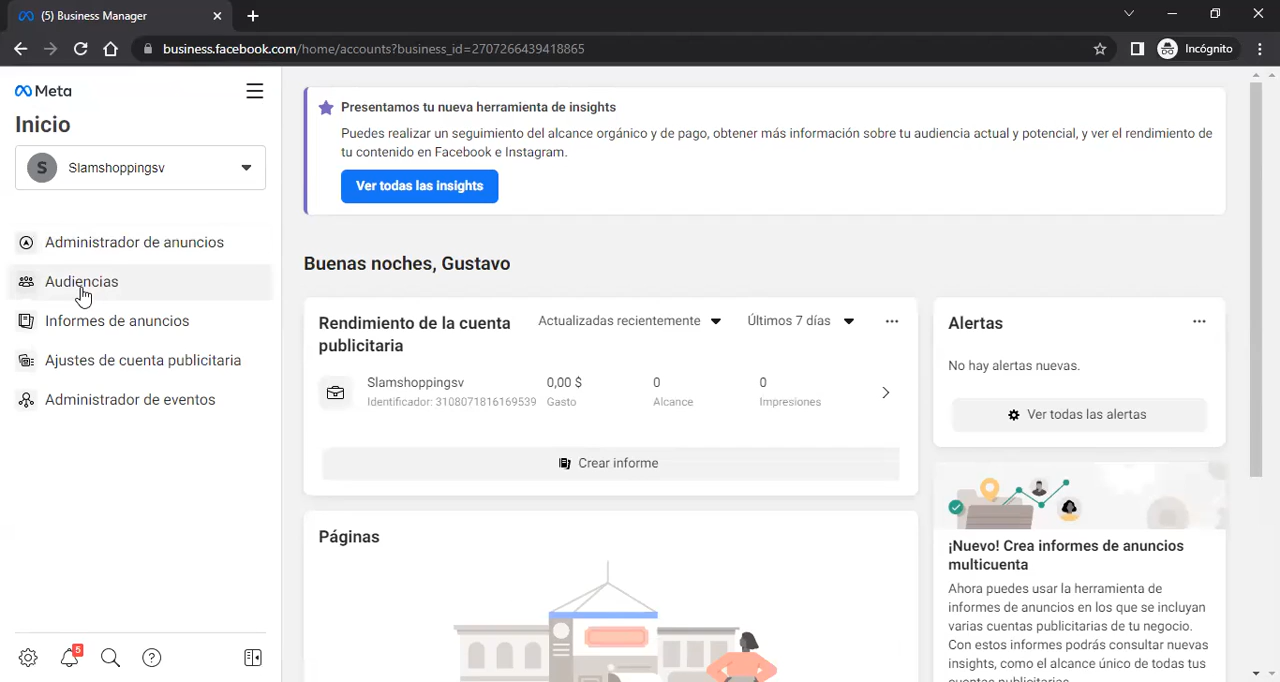 (5) Business Manager
business.facebook.com/home/accounts?business_id=2707266439418865
Incógnito
Meta
Inicio
S
Slamshoppingsv
Administrador de anuncios
Audiencias
Informes de anuncios
Ajustes de cuenta publicitaria
Administrador de eventos
5
Presentamos tu nueva herramienta de insights
Puedes realizar un seguimiento del alcance orgánico y de pago, obtener más información sobre tu audiencia actual y potencial, y ver el rendimiento de
tu contenido en Facebook e Instagram.
Ver todas las insights
Buenas noches, Gustavo
Rendimiento de la cuenta
publicitaria
Actualizadas recientemente
Últimos 7 días
Slamshoppingsv
Identificador: 3108071816169539
0,00 $
Gasto
0
Alcance
0
Impresiones
Crear informe
Páginas
Alertas
No hay alertas nuevas.
Ver todas las alertas
¡Nuevo! Crea informes de anuncios
multicuenta
Ahora puedes usar la herramienta de
informes de anuncios en los que se incluyan
varias cuentas publicitarias de tu negocio.
Con estos informes podrás consultar nuevas
insights, como el alcance único de todas tus
cuentas publicitarias.